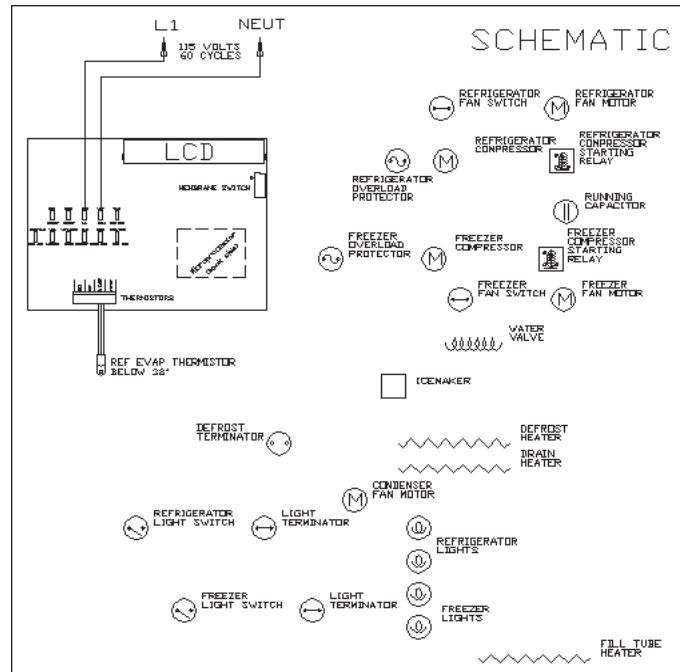 L1
NEUT
115 VOLTS
60 CYCLES
SCHEMATIC
REFRIGERATOR
FAN SWITCH
REFRIGERATOR
FAN MOTOR
LCD
MEMBRANE SWITCH
REFRIGERATOR
COMPRESSOR
REFRIGERATOR
COMPRESSOR
STARTING
RELAY
M
M
REFRIGERATOR
OVERLOAD
PROTECTOR
RUNNING
CAPACITOR
Microprocessor
(back side)
FREEZER
OVERLOAD
PROTECTOR
M
FREEZER
COMPRESSOR
FREEZER
COMPRESSOR
STARTING
RELAY
THERMISTORS
FREEZER
FAN SWITCH
M
FREEZER
FAN MOTOR
WATER
VALVE
REF EVAP THERMISTOR
BELOW 38°
ICEMAKER
DEFROST
TERMINATOR
DEFROST
HEATER
DRAIN
HEATER
M
CONDENSER
FAN MOTOR
REFRIGERATOR
LIGHT SWITCH
LIGHT
TERMINATOR
REFRIGERATOR
LIGHTS
FREEZER
LIGHT SWITCH
LIGHT
TERMINATOR
FREEZER
LIGHTS
FILL TUBE
HEATER